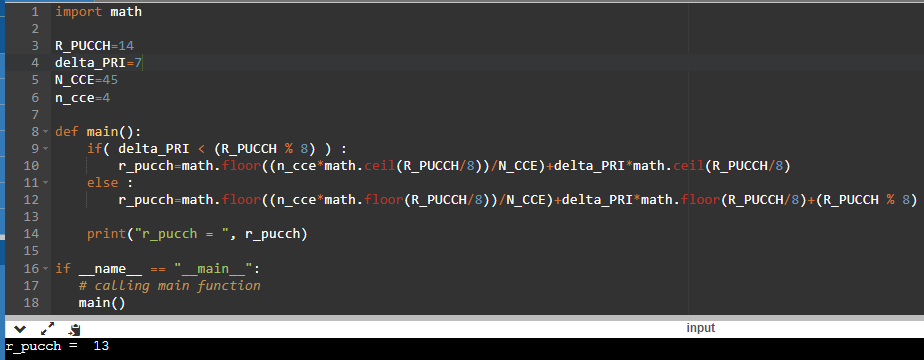 1 import math
2
3 R_PUCCH=14
4 delta_PRI=7
5 N_CCE=45
6 n_cce=4
7
8 def main():
9 if( delta_PRI < (R_PUCCH % 8) ) :
10 r_pucch=math.floor((n_cce*math.ceil(R_PUCCH/8))/N_CCE)+delta_PRI*math.ceil(R_PUCCH/8)
11 else :
12 r_pucch=math.floor((n_cce*math.floor(R_PUCCH/8))/N_CCE)+delta_PRI*math.floor(R_PUCCH/8)+(R_PUCCH % 8)
13
14 print("r_pucch = ", r_pucch)
15
16 if __name__ == "__main__":
17 # calling main function
18 main()
input
r_pucch =  13